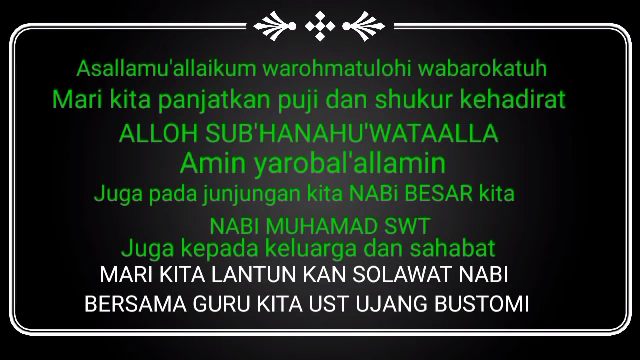 Asallamu'allaikum warohmatulohi wabarokatuh
Mari kita panjatkan puji dan shukur kehadirat
ALLOH SUB'HANAHU'WATAALLA
Amin yarobal'allamin
Juga pada junjungan kita NABi BESAR kita
NABI MUHAMAD SWT
Juga kepada keluarga dan sahabat
MARI KITA LANTUN KAN SOLAWAT NABI
BERSAMA GURU KITA UST UJANG BUSTOMI